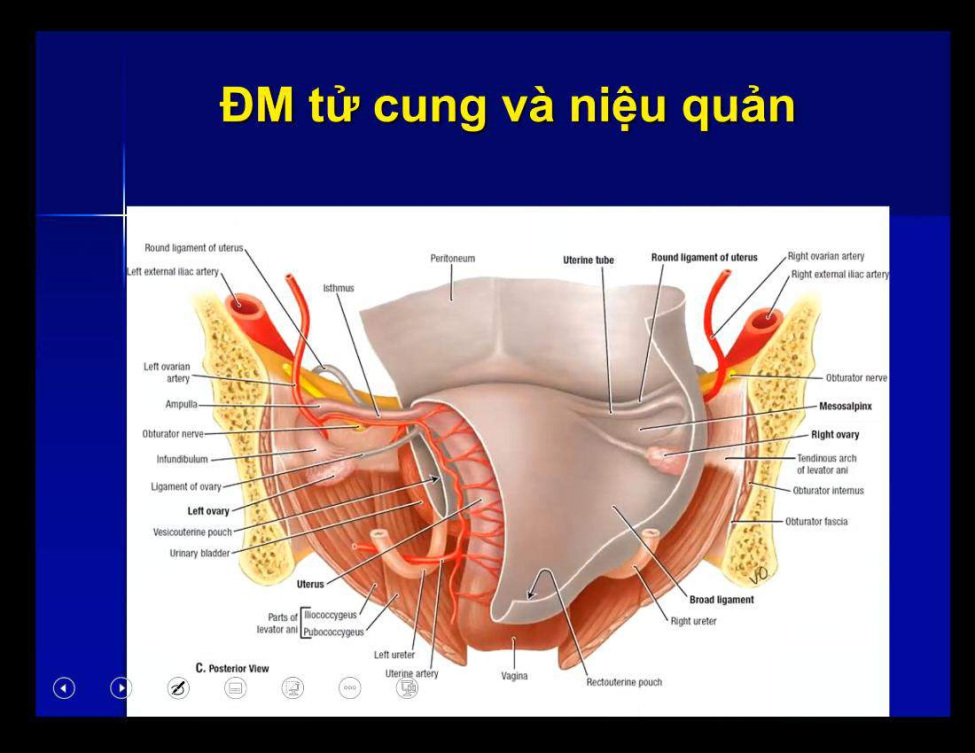 ĐM tử cung và niệu quản
Round ligament of uterus
Left external iliac artery
Isthmus
Peritoneum
Uterine tube
Round ligament of uterus
Right ovarian artery
Right external iliac artery
Left ovarian
artery
Ampulla
Obturator nerve
Infundibulum
Ligament of ovary
Left ovary
Vesicouterine pouch
Urinary bladder
Uterus
Parts of
levator ani
Iliococcygeus
Pubococcygeus
Left ureter
Uterine artery
Vagina
Rectouterine pouch
Right ureter
Broad ligament
Obturator nerve
Mesosalpinx
Right ovary
Tendinous arch
of levator ani
Obturator internus
Obturator fascia
VO
C. Posterior View